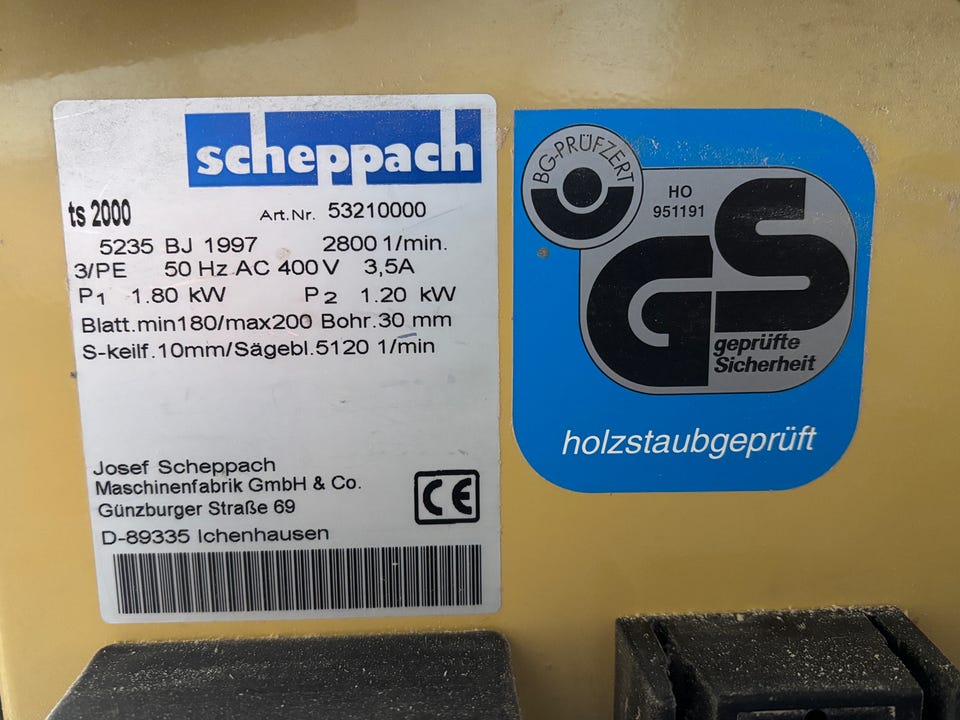 scheppach
ts 2000 Art.Nr. 53210000
5235 BJ 1997 2800 1/min.
3/PE 50 Hz AC 400 V 3,5A
P1 1.80 kW P2 1.20 kW
Blatt.min180/max200 Bohr.30 mm
S-keilf.10mm/Sägebl.5120 1/min
Josef Scheppach
Maschinenfabrik GmbH & Co.
Günzburger Straße 69
D-89335 Ichenhausen
CE
BG-PRÜFZERT
HO
951191
GS
geprüfte
Sicherheit
holzstaubgeprüft